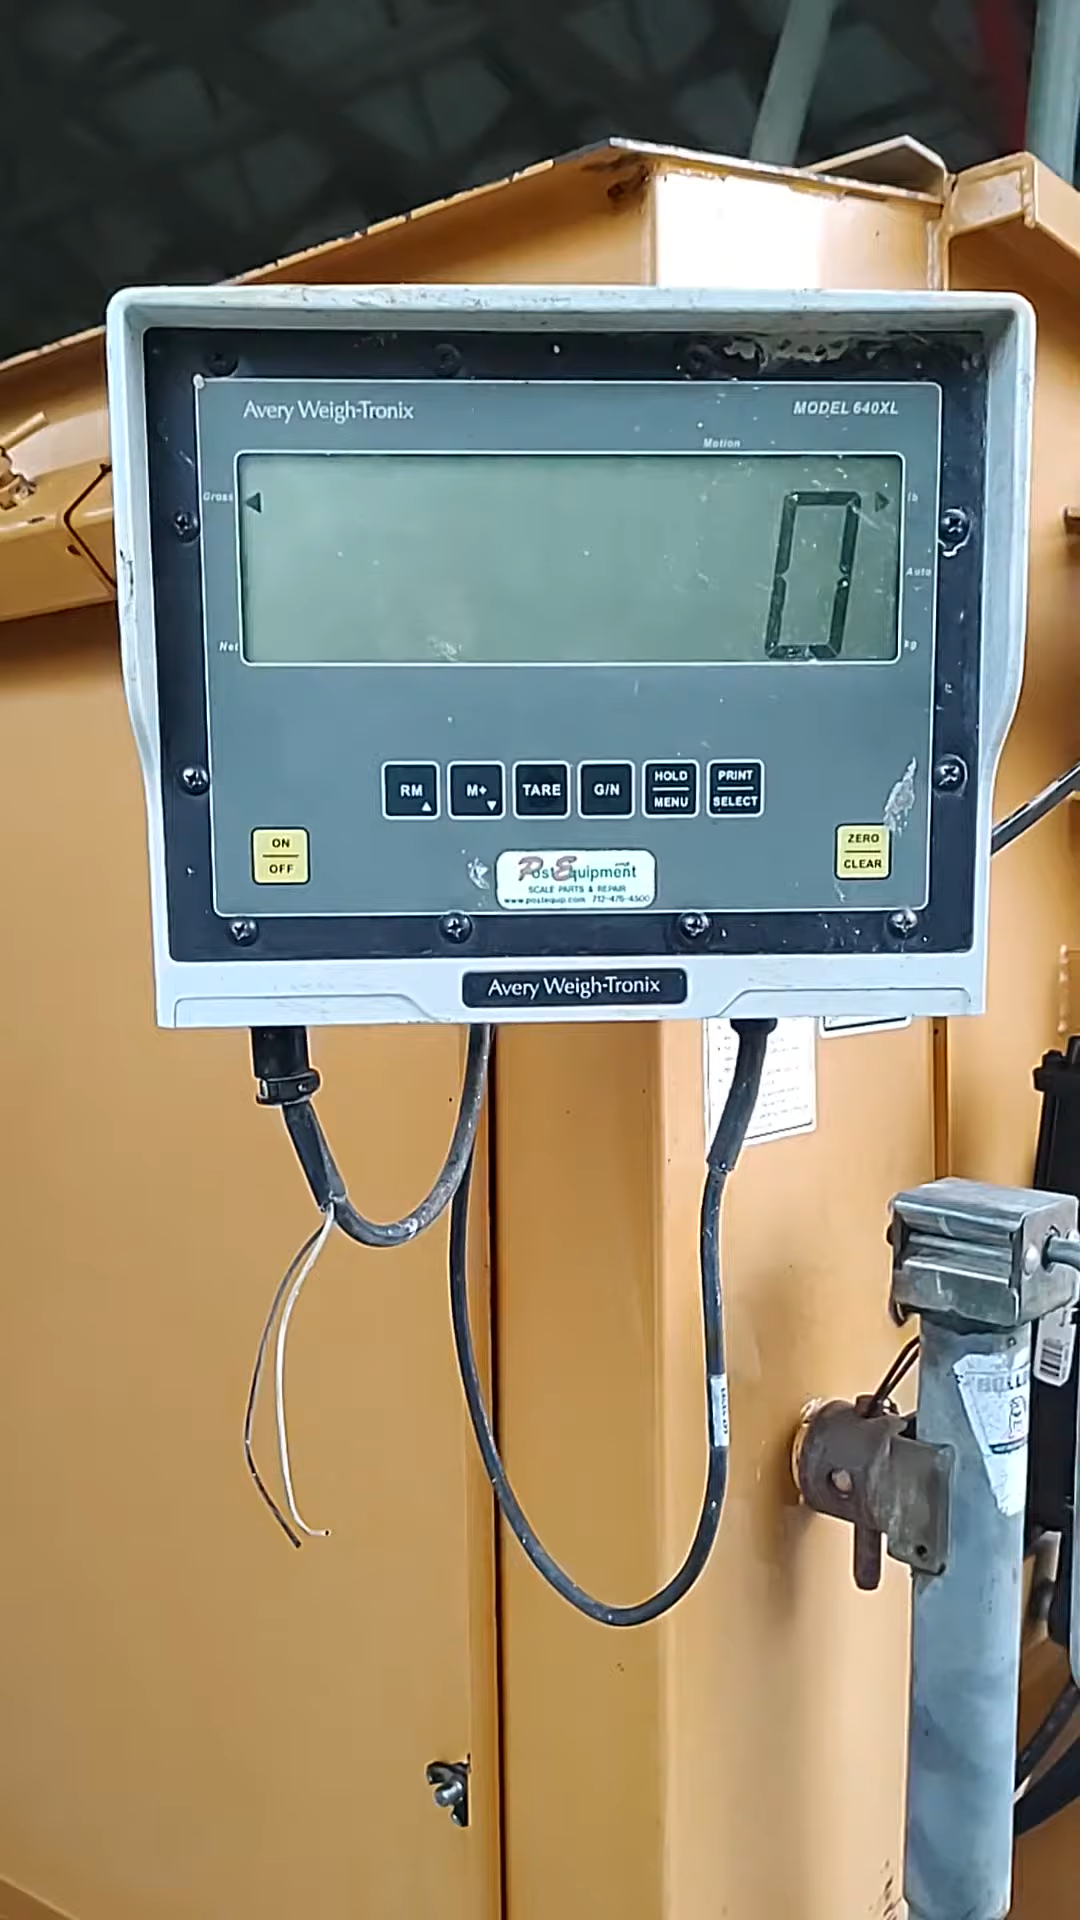 Avery Weigh-Tronix
MODEL 640XL
Motion
Gross
lb
0
Auto
Net
kg
RM
M+
TARE
G/N
HOLD
MENU
PRINT
SELECT
ON
OFF
ZERO
CLEAR
Post Equipment
SCALE PARTS & REPAIR
www.postequip.com 712-476-4500
Avery Weigh-Tronix